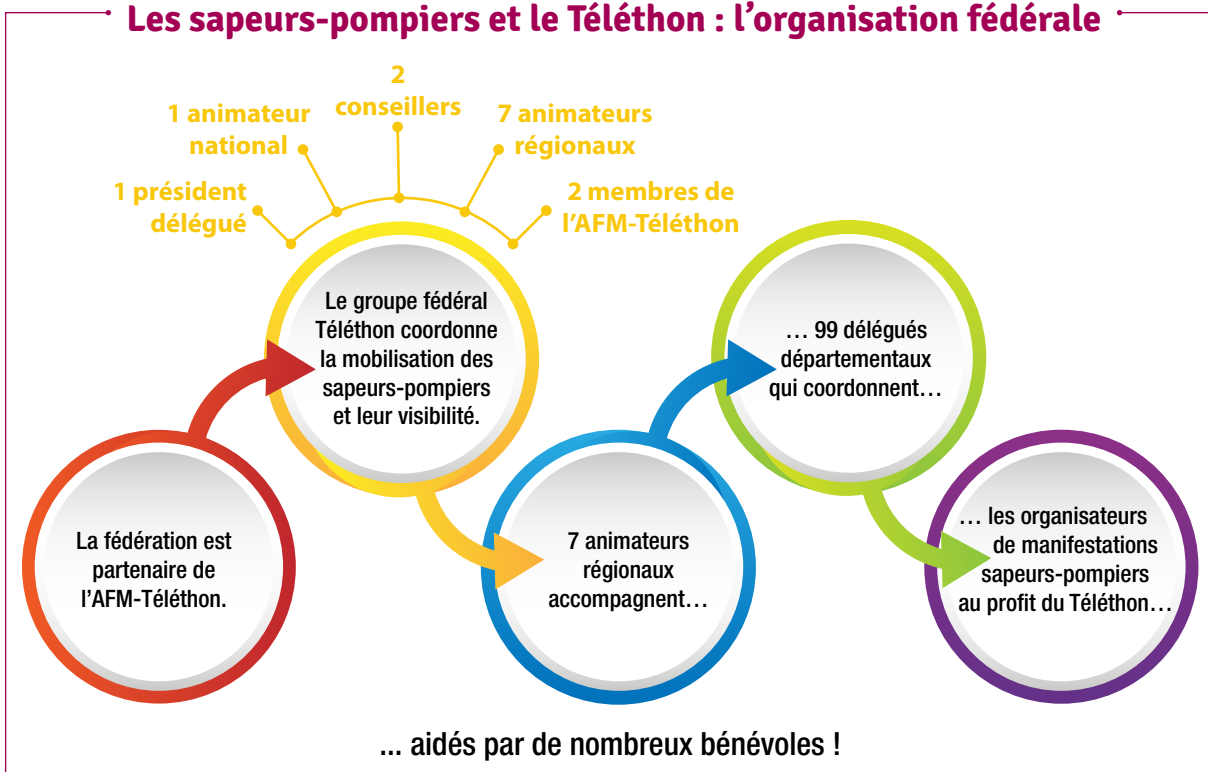 Les sapeurs-pompiers et le Téléthon : l’organisation fédérale
1 président
délégué
1 animateur
national
2
conseillers
7 animateurs
régionaux
2 membres de
l’AFM-Téléthon
La fédération est
partenaire de
l’AFM-Téléthon.
Le groupe fédéral
Téléthon coordonne
la mobilisation des
sapeurs-pompiers
et leur visibilité.
7 animateurs
régionaux
accompagnent…
… 99 délégués
départementaux
qui coordonnent…
… les organisateurs
de manifestations
sapeurs-pompiers
au profit du Téléthon…
... aidés par de nombreux bénévoles !